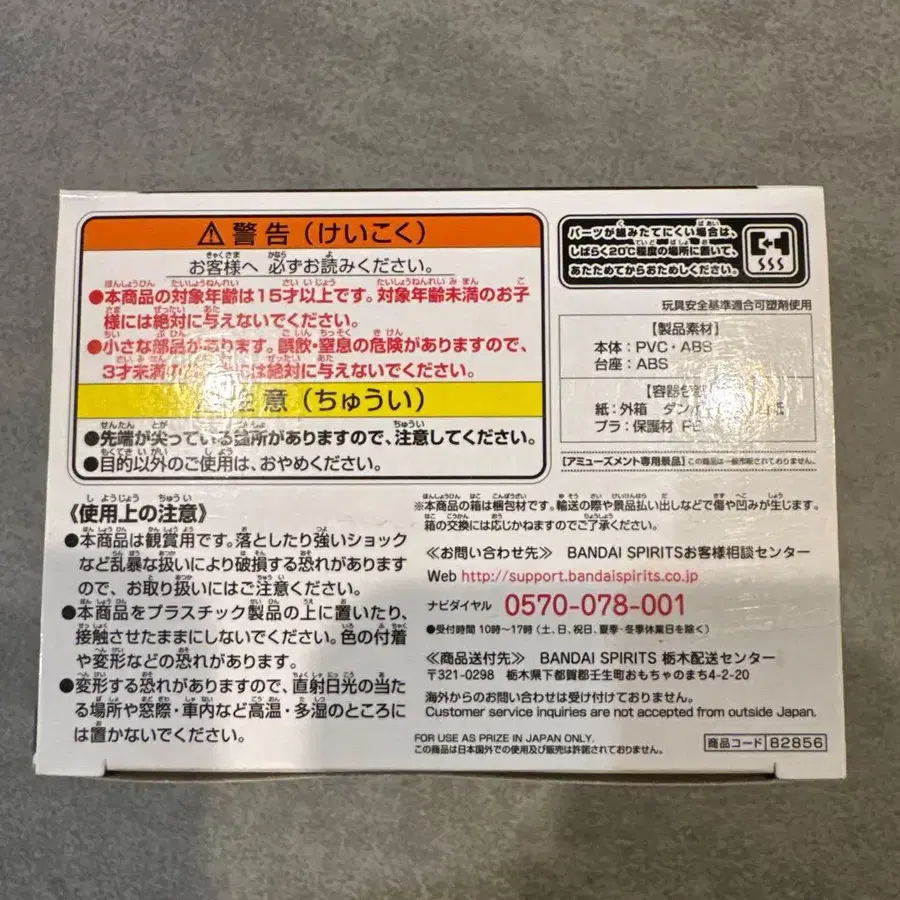 ⚠警告（けいこく）
お客様へ 必ずお読みください。
●本商品の対象年齢は15才以上です。対象年齢未満のお子
様には絶対に与えないでください。
●小さな部品があります。誤飲・窒息の危険がありますので、
3才未満の には絶対に与えないでください。
意（ちゅうい）
●先端が尖っている箇所がありますので、注意してください。
●目的以外のご使用は、おやめください。
《使用上の注意》
●本商品は観賞用です。落としたり強いショック
など乱暴な扱いにより破損する恐れがあります
ので、お取り扱いにはご注意ください。
●本商品をプラスチック製品の上に置いたり、
接触させたままにしないでください。色の付着
や変形などの恐れがあります。
●変形する恐れがありますので、直射日光の当た
る場所や窓際・車内など高温・多湿のところに
は置かないでください。
パーツが組みたてにくい場合は、
しばらく20℃程度の場所に置いて、
あたためてからおためしください。
玩具安全基準適合可塑剤使用
【製品素材】
本体：PVC・ABS
台座：ABS
【容器包装
紙：外箱 ダンボ 紙
プラ：保護材 PE
【アミューズメント専用景品】この商品は一般市販されておりません。
※本商品の箱は梱包材です。輸送の際や景品払い出しなどで傷や凹みが生じます。
箱の交換には応じかねますのでご了承ください。
≪お問い合わせ先≫ BANDAI SPIRITSお客様相談センター
Web http://support.bandaispirits.co.jp
ナビダイヤル 0570-078-001
●受付時間 10時～17時（土、日、祝日、夏季・冬季休業日を除く）
≪商品送付先≫ BANDAI SPIRITS 栃木配送センター
〒321-0298 栃木県下都賀郡壬生町おもちゃのまち4-2-20
海外からのお問い合わせは受け付けておりません。
Customer service inquiries are not accepted from outside Japan.
FOR USE AS PRIZE IN JAPAN ONLY.
この商品は日本国外での使用及び販売は許諾されておりません。
商品コード 82856